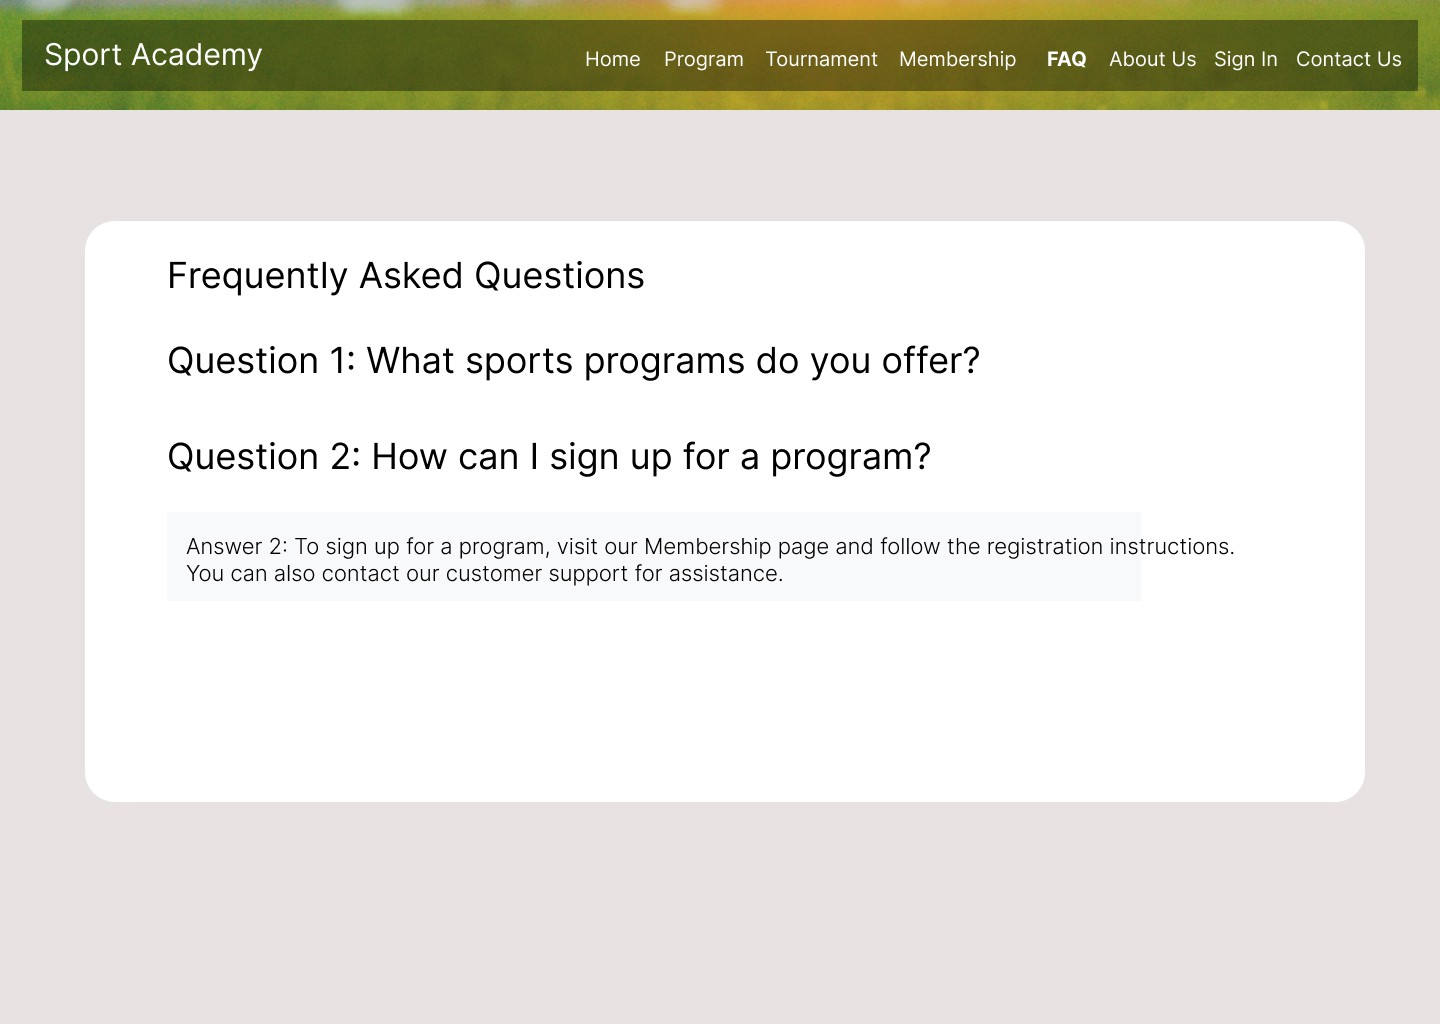 Sport Academy
Home Program Tournament Membership FAQ About Us Sign In Contact Us
Frequently Asked Questions
Question 1: What sports programs do you offer?
Question 2: How can I sign up for a program?
Answer 2: To sign up for a program, visit our Membership page and follow the registration instructions.
You can also contact our customer support for assistance.